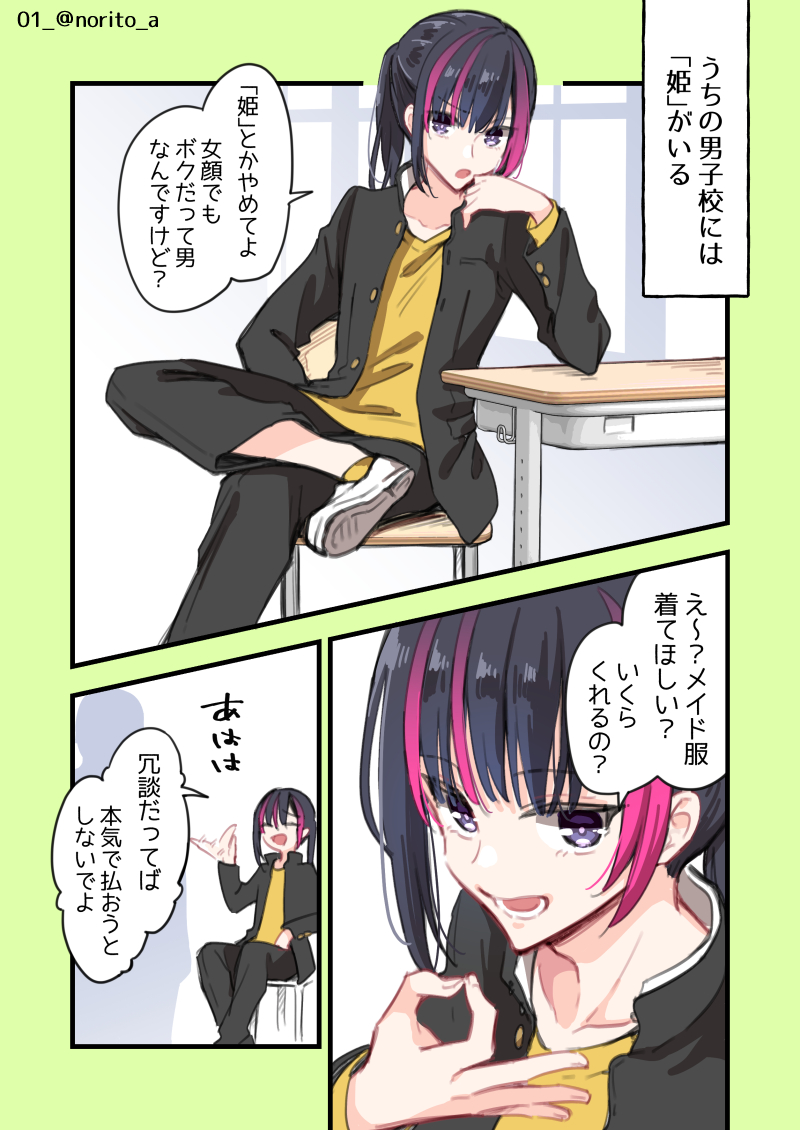 01_@norito_a
うちの男子校には
「姫」がいる
「姫」とかやめてよ
女顔でも
ボクだって男
なんですけど?
え〜?メイド服
着てほしい?
いくら
くれるの?
あはは
冗談だってば
本気で払おうと
しないでよ